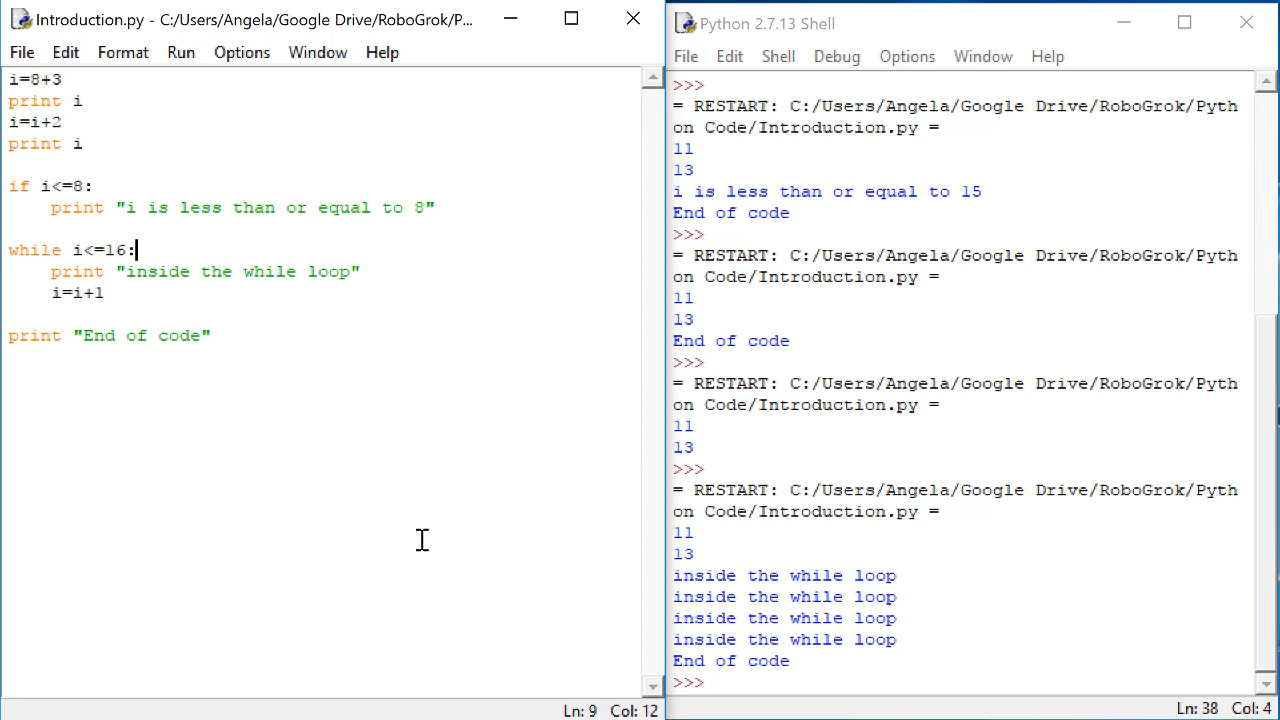 Introduction.py - C:/Users/Angela/Google Drive/RoboGrok/P...
File Edit Format Run Options Window Help
i=8+3
print i
i=i+2
print i
if i<=8:
print "i is less than or equal to 8"
while i<=16:
print "inside the while loop"
i=i+1
print "End of code"
Ln: 9 Col: 12
Python 2.7.13 Shell
File Edit Shell Debug Options Window Help
>>>
= RESTART: C:/Users/Angela/Google Drive/RoboGrok/Pyth
on Code/Introduction.py =
11
13
i is less than or equal to 15
End of code
>>>
= RESTART: C:/Users/Angela/Google Drive/RoboGrok/Pyth
on Code/Introduction.py =
11
13
End of code
>>>
= RESTART: C:/Users/Angela/Google Drive/RoboGrok/Pyth
on Code/Introduction.py =
11
13
>>>
= RESTART: C:/Users/Angela/Google Drive/RoboGrok/Pyth
on Code/Introduction.py =
11
13
inside the while loop
inside the while loop
inside the while loop
inside the while loop
End of code
>>>
Ln: 38 Col: 4